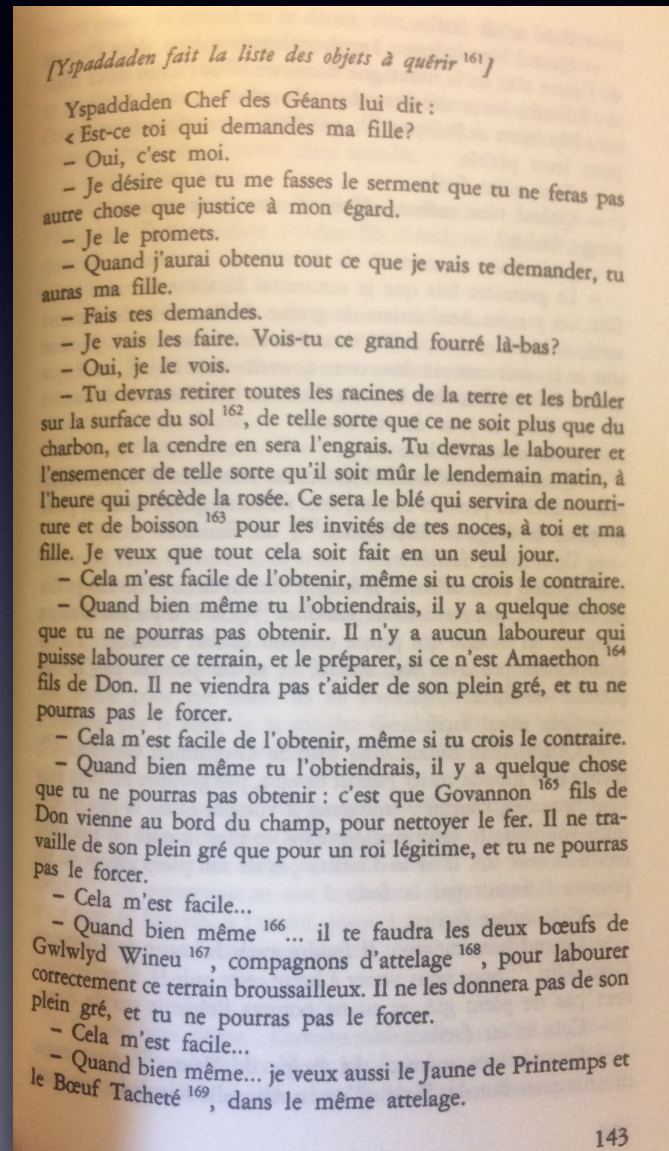 [Yspaddaden fait la liste des objets à quérir 161]
Yspaddaden Chef des Géants lui dit :
< Est-ce toi qui demandes ma fille?
– Oui, c'est moi.
– Je désire que tu me fasses le serment que tu ne feras pas
autre chose que justice à mon égard.
– Je le promets.
– Quand j'aurai obtenu tout ce que je vais te demander, tu
auras ma fille.
– Fais tes demandes.
– Je vais les faire. Vois-tu ce grand fourré là-bas?
– Oui, je le vois.
– Tu devras retirer toutes les racines de la terre et les brûler
sur la surface du sol 162, de telle sorte que ce ne soit plus que du
charbon, et la cendre en sera l'engrais. Tu devras le labourer et
l'ensemencer de telle sorte qu'il soit mûr le lendemain matin, à
l'heure qui précède la rosée. Ce sera le blé qui servira de nourri-
ture et de boisson 163 pour les invités de tes noces, à toi et ma
fille. Je veux que tout cela soit fait en un seul jour.
– Cela m'est facile de l'obtenir, même si tu crois le contraire.
– Quand bien même tu l'obtiendrais, il y a quelque chose
que tu ne pourras pas obtenir. Il n'y a aucun laboureur qui
puisse labourer ce terrain, et le préparer, si ce n'est Amaethon 164
fils de Don. Il ne viendra pas t'aider de son plein gré, et tu ne
pourras pas le forcer.
– Cela m'est facile de l'obtenir, même si tu crois le contraire.
– Quand bien même tu l'obtiendrais, il y a quelque chose
que tu ne pourras pas obtenir : c'est que Govannon 165 fils de
Don vienne au bord du champ, pour nettoyer le fer. Il ne tra-
vaille de son plein gré que pour un roi légitime, et tu ne pourras
pas le forcer.
– Cela m'est facile...
– Quand bien même 166... il te faudra les deux bœufs de
Gwlwlyd Wineu 167, compagnons d'attelage 168, pour labourer
correctement ce terrain broussailleux. Il ne les donnera pas de son
plein gré, et tu ne pourras pas le forcer.
– Cela m'est facile...
– Quand bien même... je veux aussi le Jaune de Printemps et
le Bœuf Tacheté 169, dans le même attelage.
143